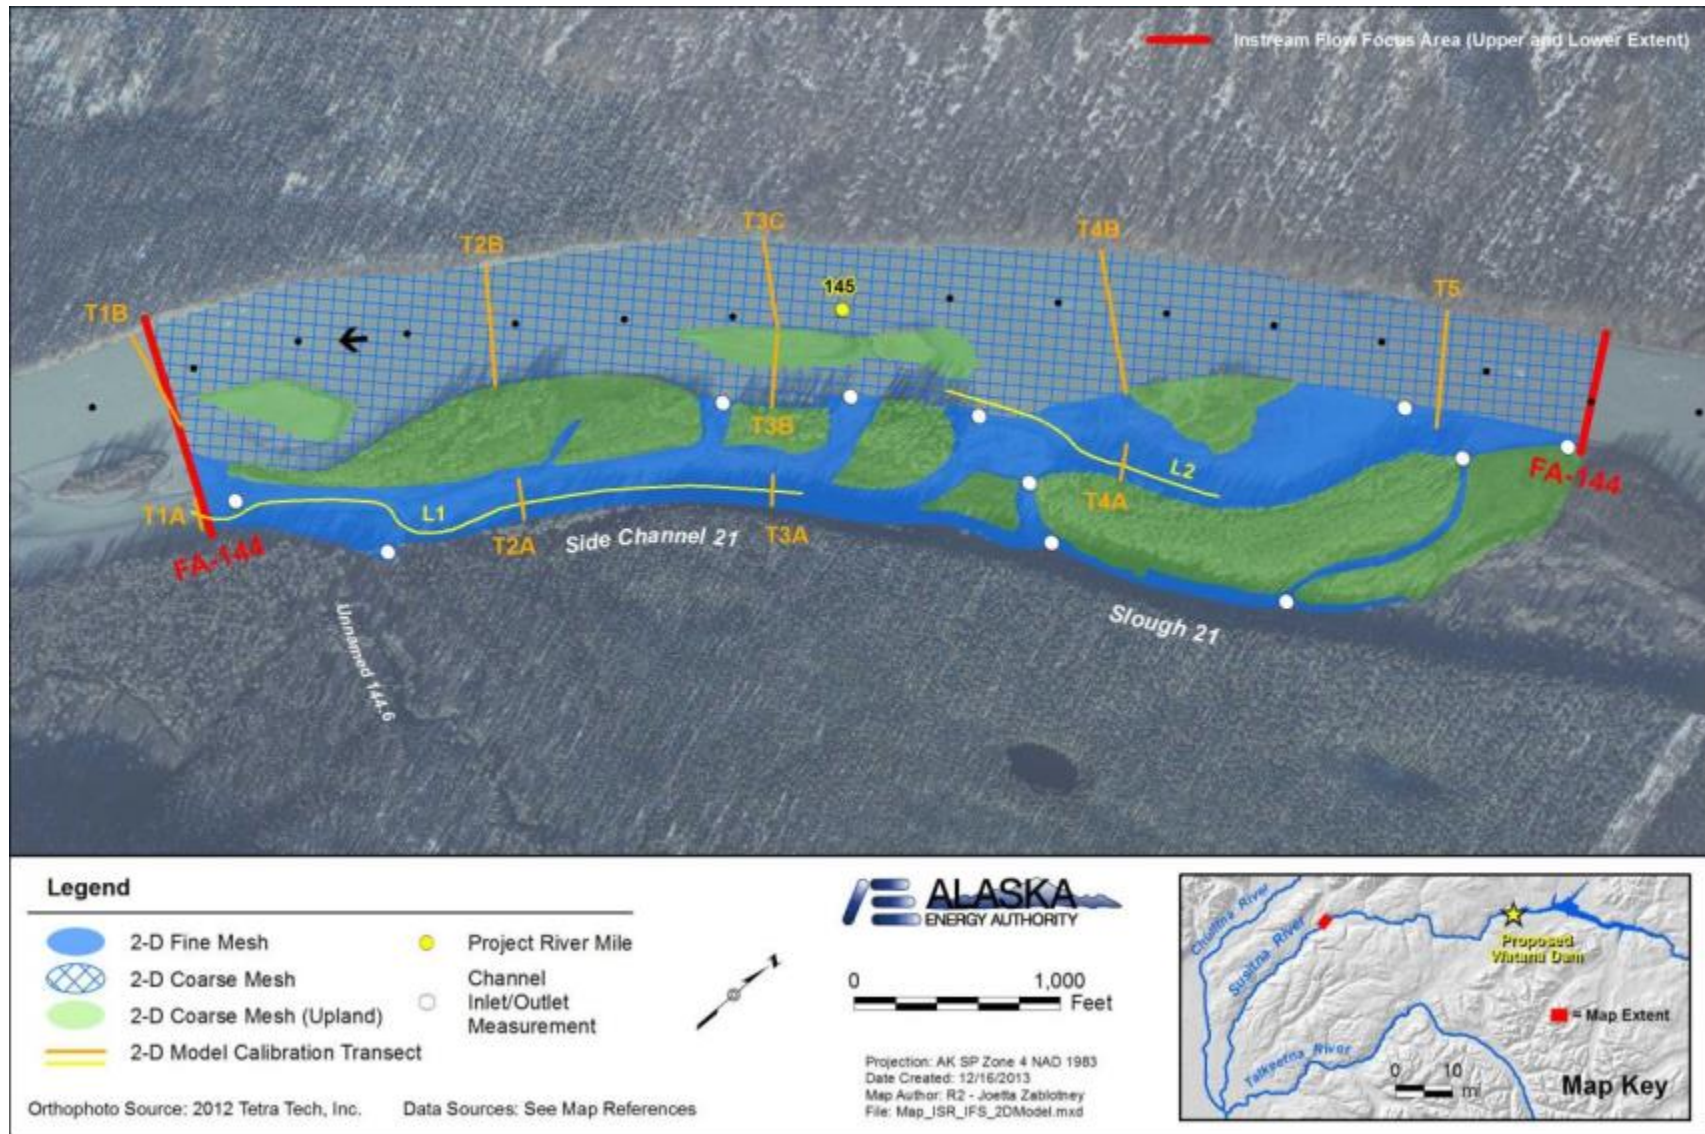 Instream Flow Focus Area (Upper and Lower Extent)
T3C
T2B
T4B
145
T5
T1B
T3B
L2
FA-144
T4A
T1A
L1
T2A
Side Channel 21
T3A
FA-144
Slough 21
Unnamed 144.6
Legend
2-D Fine Mesh
2-D Coarse Mesh
2-D Coarse Mesh (Upland)
2-D Model Calibration Transect
Project River Mile
Channel
Inlet/Outlet
Measurement
Orthophoto Source: 2012 Tetra Tech, Inc.
Data Sources: See Map References
ALASKA
ENERGY AUTHORITY
0 1,000
Feet
Projection: AK SP Zone 4 NAD 1983
Date Created: 12/16/2013
Map Author: R2 - Joetta Zablotney
File: Map_ISR_IFS_2DModel.mxd
Chulitna River
Susitna River
Proposed
Watana Dam
= Map Extent
Talkeetna River
0 10
mi
Map Key